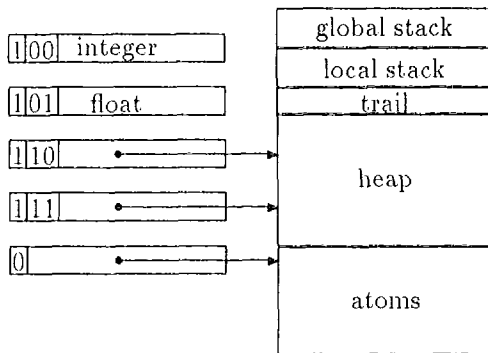 1 00 integer
1 01 float
1 10
1 11
0
global stack
local stack
trail
heap
atoms